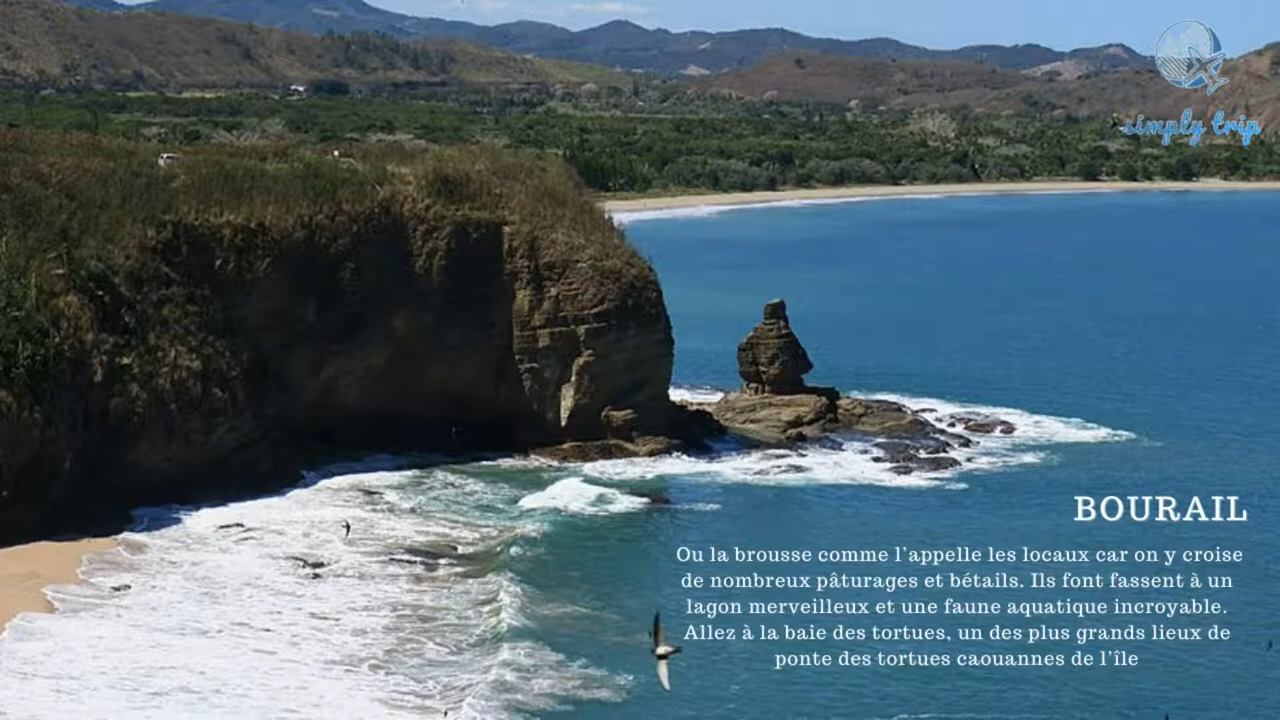 simply trip
BOURAIL
Ou la brousse comme l'appelle les locaux car on y croise
de nombreux pâturages et bétails. Ils font fassent à un
lagon merveilleux et une faune aquatique incroyable.
Allez à la baie des tortues, un des plus grands lieux de
ponte des tortues caouannes de l'île